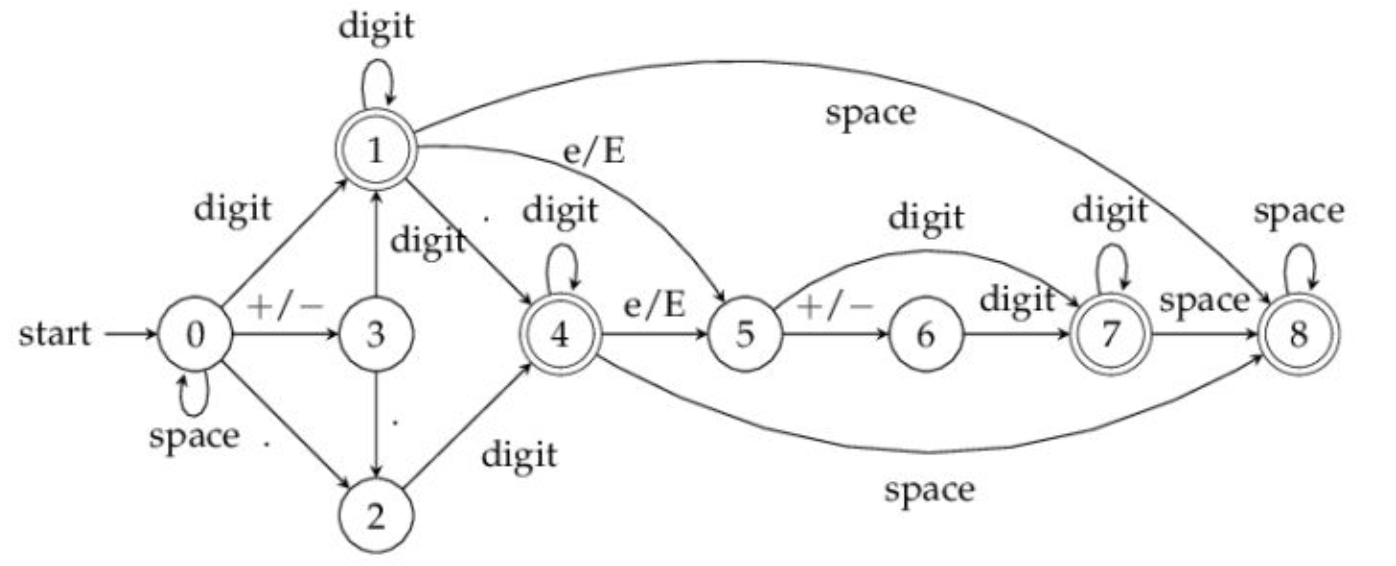 digit
1
space
e/E
digit
.
digit
digit
digit
digit
space
start
0
+/−
3
4
e/E
5
+/−
6
digit
7
space
8
space
.
.
digit
2
space